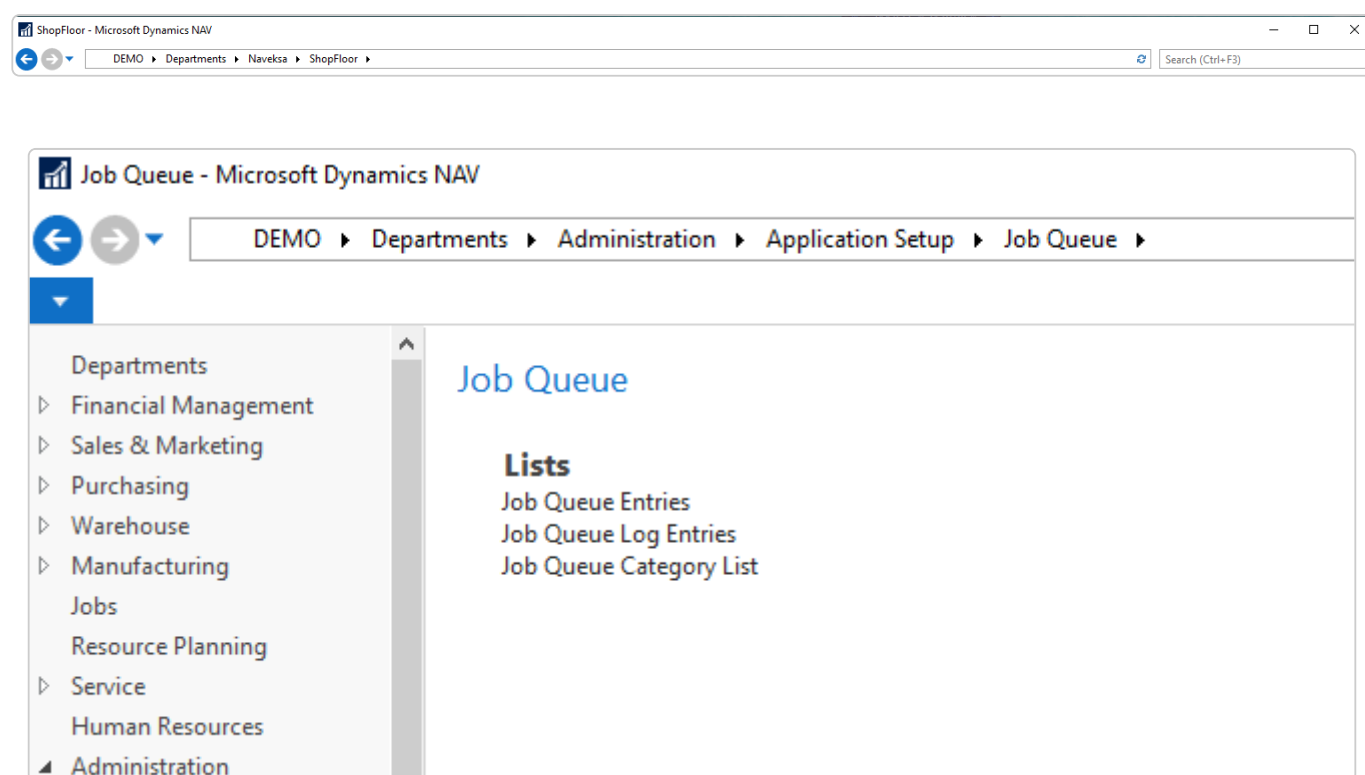 ShopFloor - Microsoft Dynamics NAV
DEMO Departments Naveksa ShopFloor
Search (Ctrl+F3)
Job Queue - Microsoft Dynamics NAV
DEMO Departments Administration Application Setup Job Queue
Departments
Financial Management
Sales & Marketing
Purchasing
Warehouse
Manufacturing
Jobs
Resource Planning
Service
Human Resources
Administration
Job Queue
Lists
Job Queue Entries
Job Queue Log Entries
Job Queue Category List